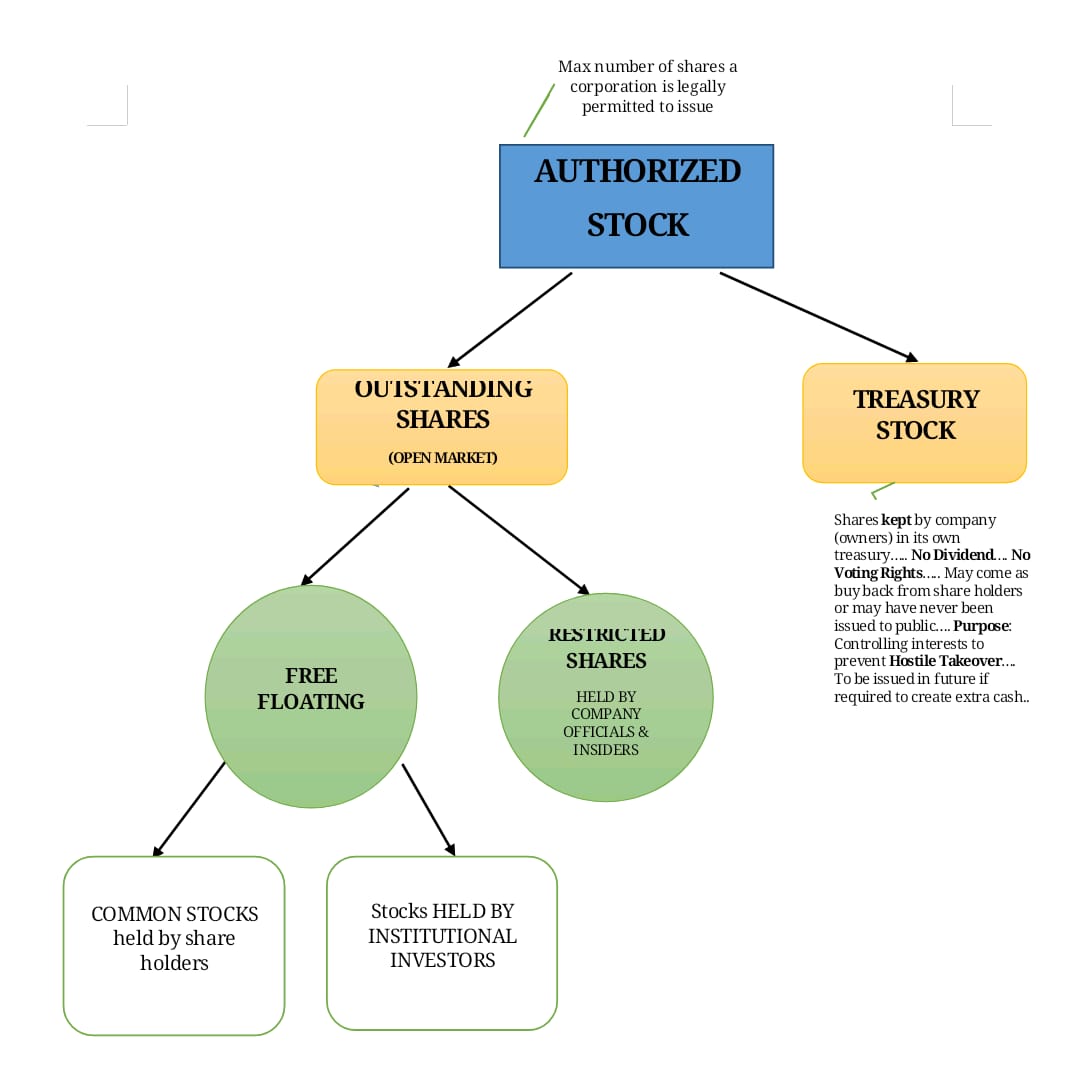 Max number of shares a
corporation is legally
permitted to issue
AUTHORIZED
STOCK
OUTSTANDING
SHARES
(OPEN MARKET)
TREASURY
STOCK
Shares kept by company
(owners) in its own
treasury..... No Dividend.... No
Voting Rights..... May come as
buy back from share holders
or may have never been
issued to public.... Purpose:
Controlling interests to
prevent Hostile Takeover....
To be issued in future if
required to create extra cash..
FREE
FLOATING
RESTRICTED
SHARES
HELD BY
COMPANY
OFFICIALS &
INSIDERS
COMMON STOCKS
held by share
holders
Stocks HELD BY
INSTITUTIONAL
INVESTORS